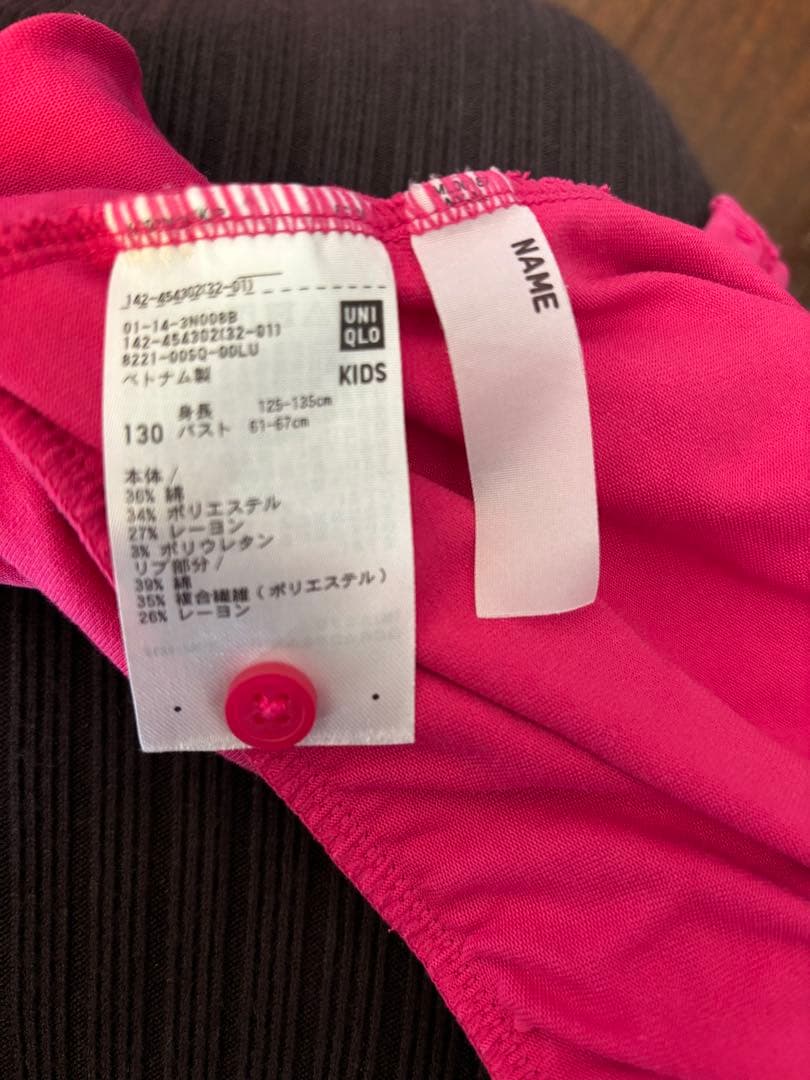 142-454302(32-01)
01-14-3N008B
142-454302(32-01)
8221-005Q-00LU
ベトナム製
UNI
QLO
KIDS
身長 125-135cm
130 バスト 61-67cm
本体/
36% 綿
34% ポリエステル
27% レーヨン
3% ポリウレタン
リブ部分/
39% 綿
35% 複合繊維(ポリエステル)
26% レーヨン
NAME